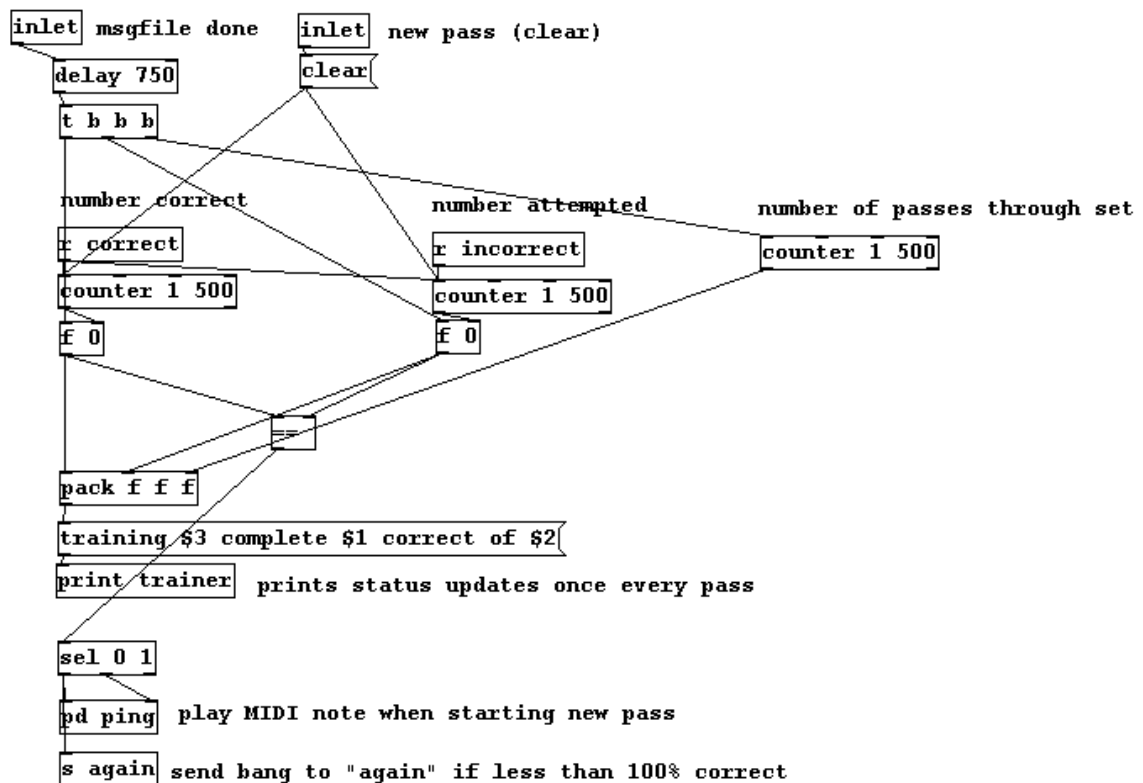 inlet msgfile done
inlet new pass (clear)
delay 750
clear
t b b b
number correct
number attempted
number of passes through set
r correct
r incorrect
counter 1 500
counter 1 500
counter 1 500
f 0
f 0
==
pack f f f
training $3 complete $1 correct of $2
print trainer
prints status updates once every pass
sel 0 1
pd ping
play MIDI note when starting new pass
s again
send bang to "again" if less than 100% correct